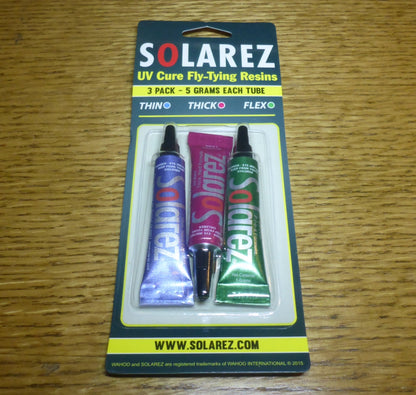 SOLAREZ
UV Cure Fly-Tying Resins
3 PACK - 5 GRAMS EACH TUBE
THIN THICK FLEX
Solarez
Solarez
Solarez
WWW.SOLAREZ.COM
WAHOO and SOLAREZ are registered trademarks of WAHOO INTERNATIONAL ® 2015